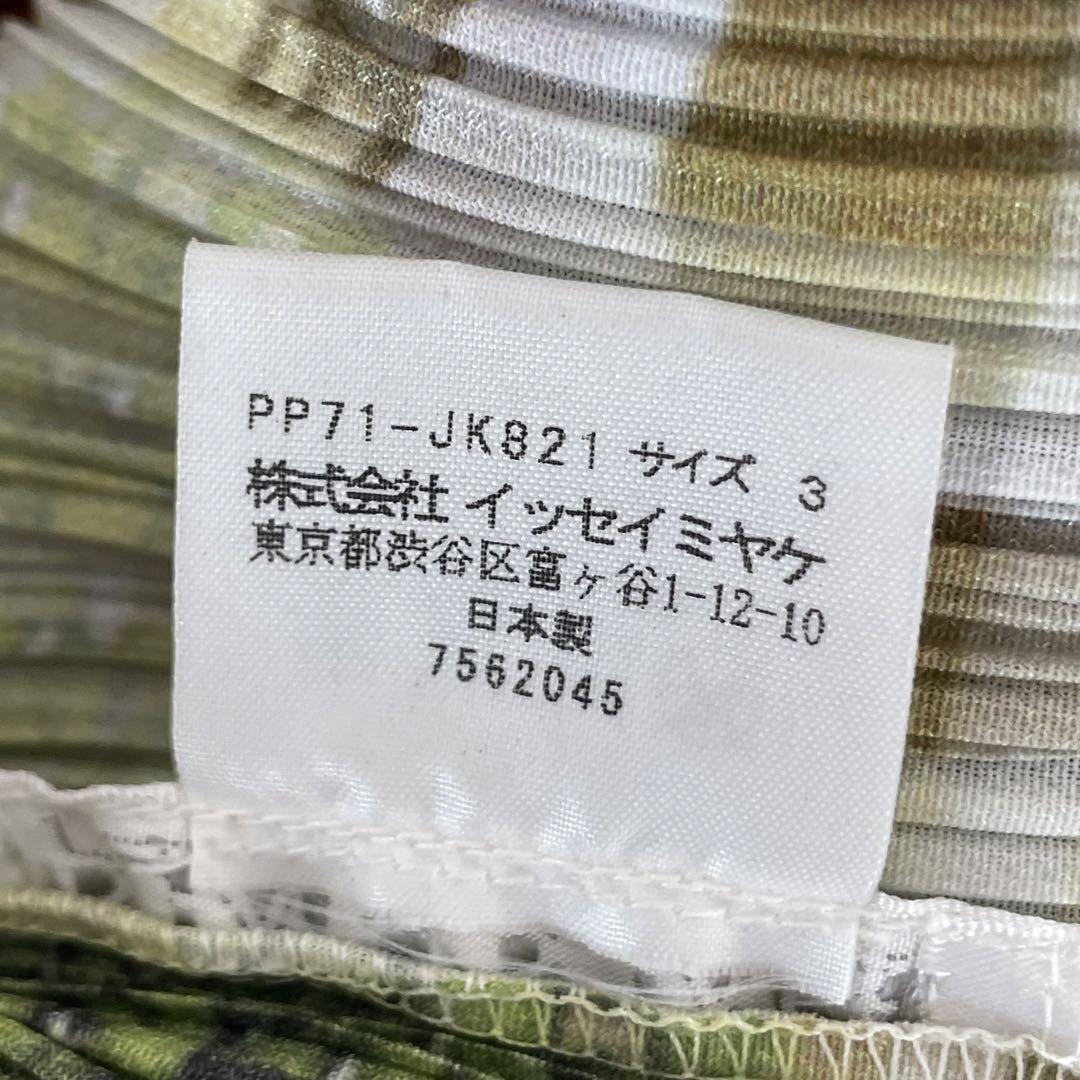 PP71-JK821 サイズ 3
株式会社 イッセイミヤケ
東京都渋谷区富ヶ谷1-12-10
日本製
7562045